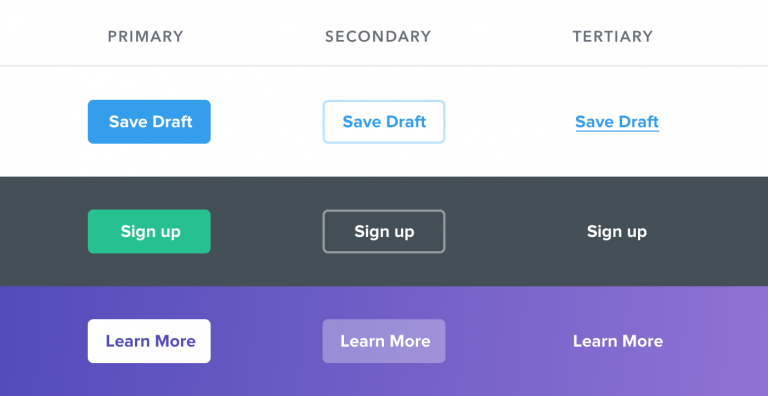 PRIMARY SECONDARY TERTIARY
Save Draft Save Draft Save Draft
Sign up Sign up Sign up
Learn More Learn More Learn More